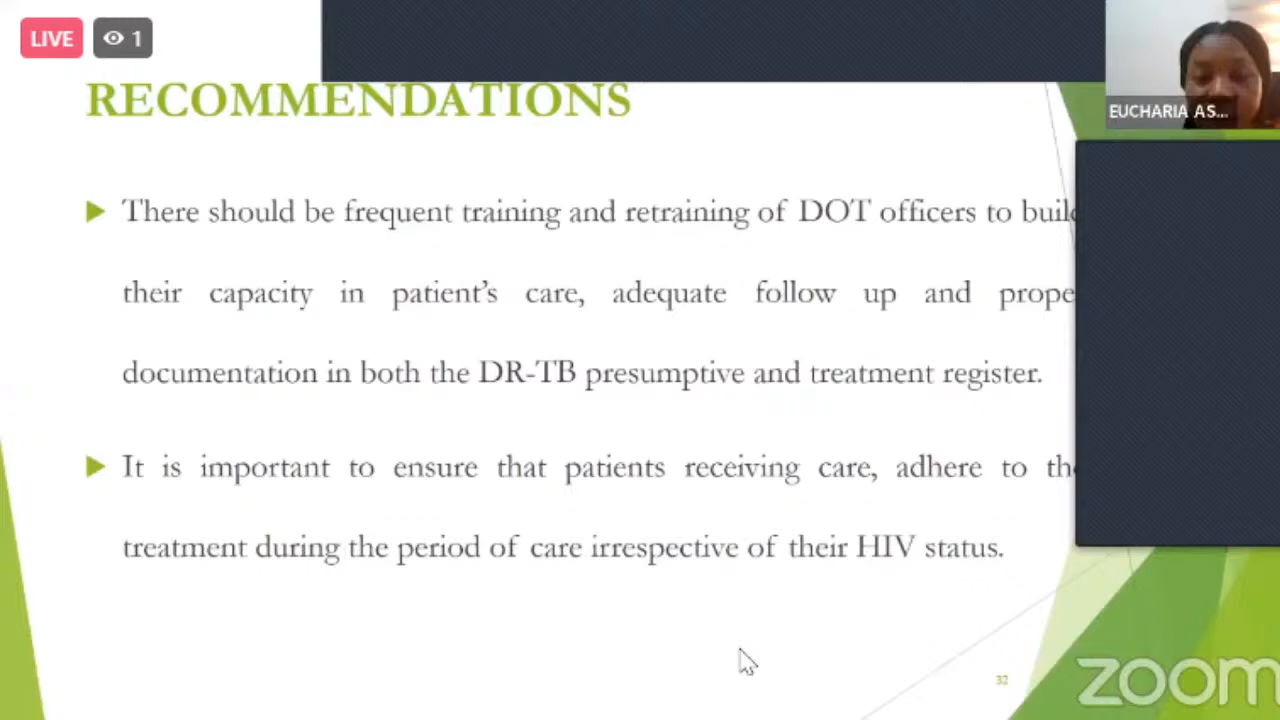 LIVE
1
RECOMMENDATIONS
EUCHARIA AS...
There should be frequent training and retraining of DOT officers to build
their capacity in patient's care, adequate follow up and prope
documentation in both the DR-TB presumptive and treatment register.
It is important to ensure that patients receiving care, adhere to the
treatment during the period of care irrespective of their HIV status.
32
zoom